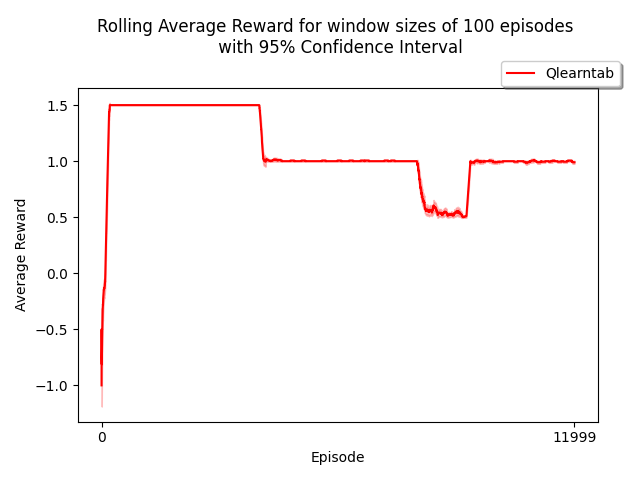 Rolling Average Reward for window sizes of 100 episodes
with 95% Confidence Interval
Qlearntab
1.5
1.0
0.5
0.0
−0.5
−1.0
Average Reward
0
11999
Episode